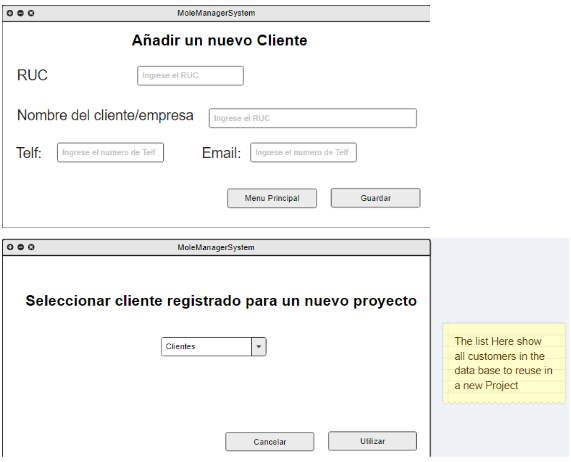 MoleManagerSystem
Añadir un nuevo Cliente
RUC
Ingrese el RUC
Nombre del cliente/empresa
Ingrese el RUC
Telf:
Ingrese el numero de Telf
Email:
Ingrese el numero de Telf
Menu Principal
Guardar
MoleManagerSystem
Seleccionar cliente registrado para un nuevo proyecto
Clientes
The list Here show
all customers in the
data base to reuse in
a new Project
Cancelar
Utilizar